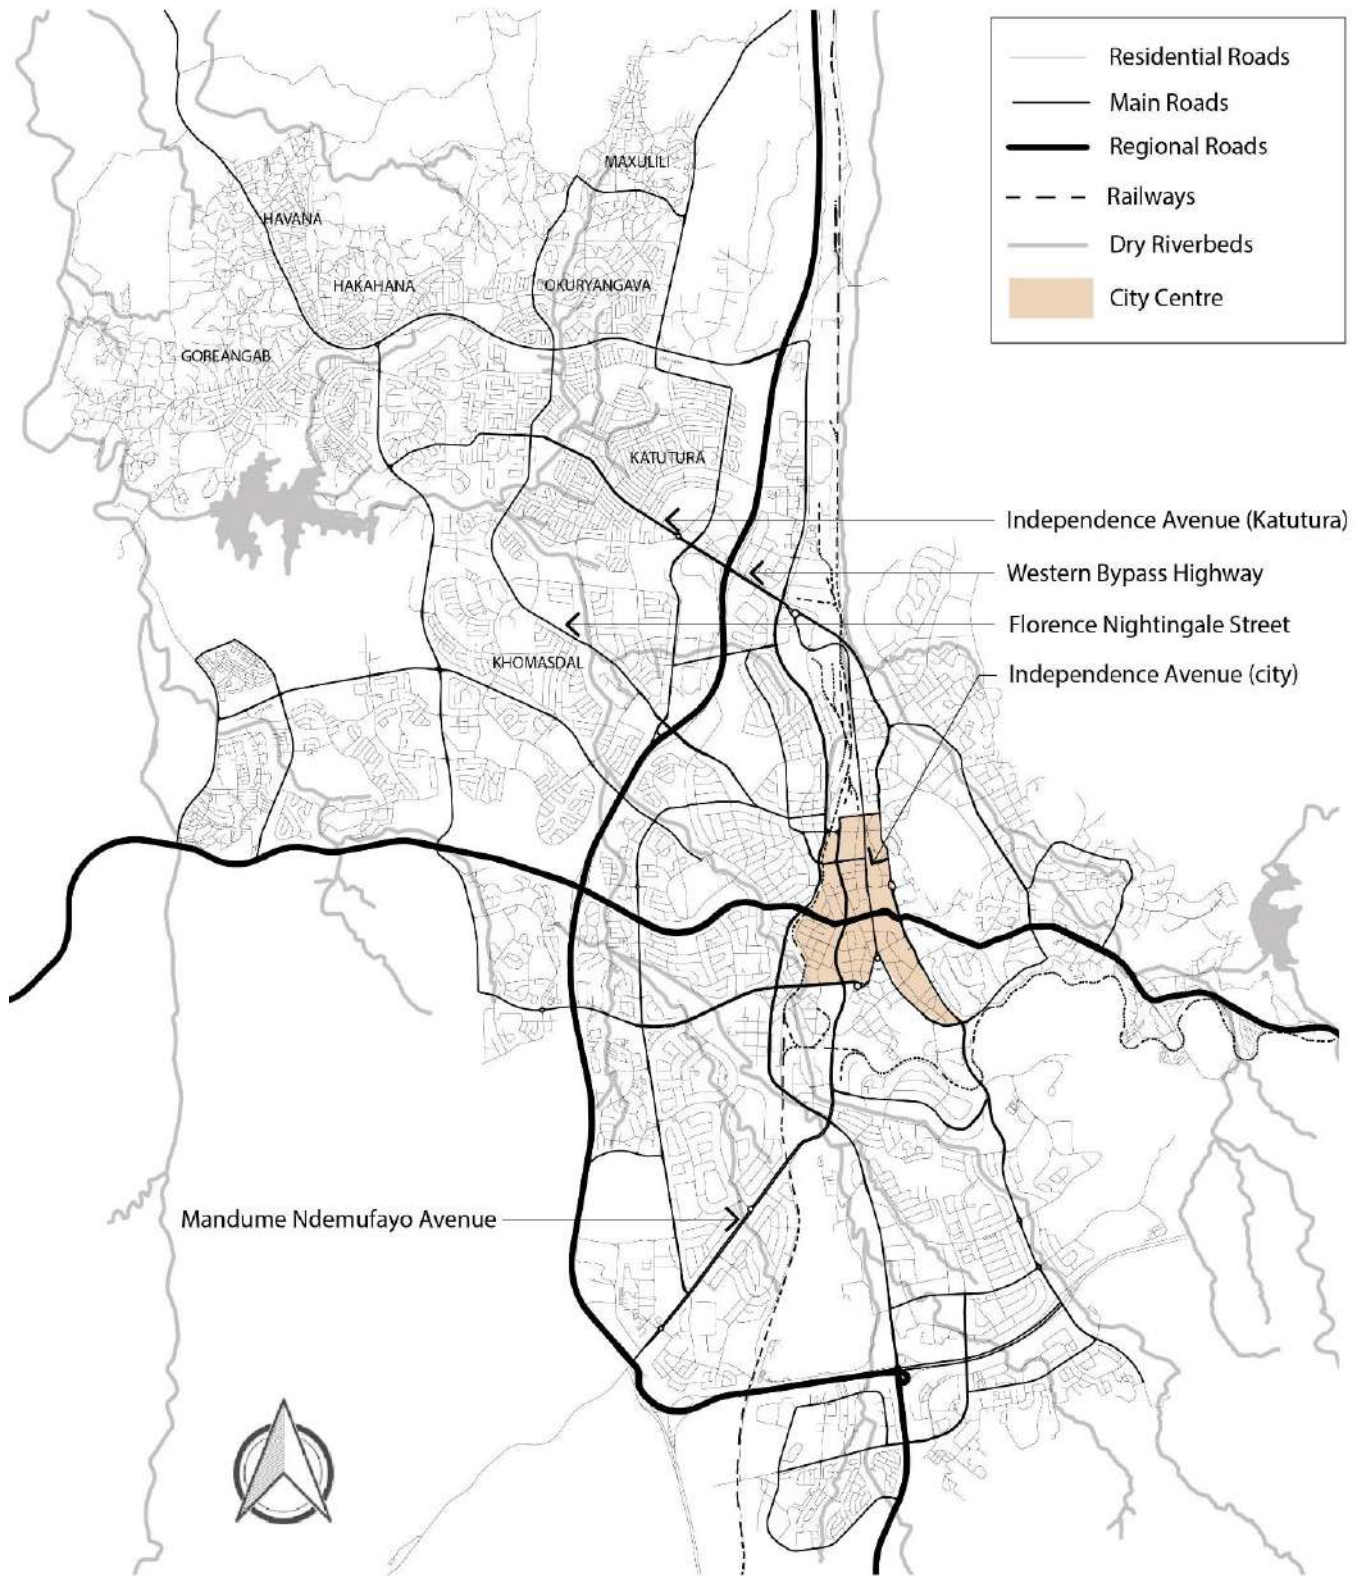 Residential Roads
Main Roads
Regional Roads
Railways
Dry Riverbeds
City Centre
MAXULILI
HAVANA
HAKAHANA
OKURYANGAVA
GOREANGAB
KATUTURA
Independence Avenue (Katutura)
Western Bypass Highway
Florence Nightingale Street
KHOMASDAL
Independence Avenue (city)
Mandume Ndemufayo Avenue